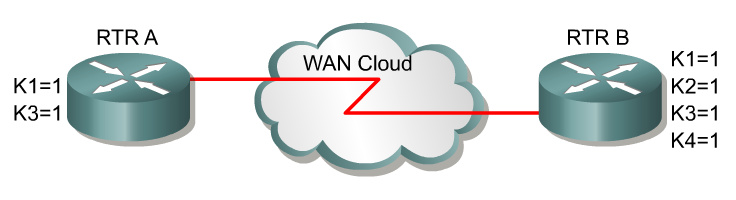 RTR A
K1=1
K3=1
WAN Cloud
RTR B
K1=1
K2=1
K3=1
K4=1